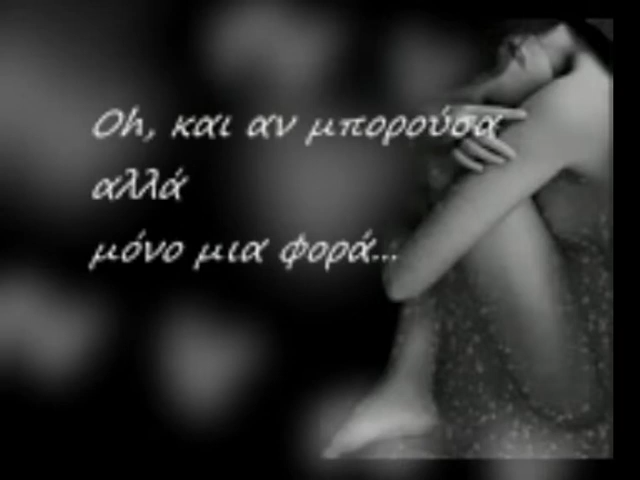 Oh, και αν μπορούσα
αλλά
μόνο μια φορά...